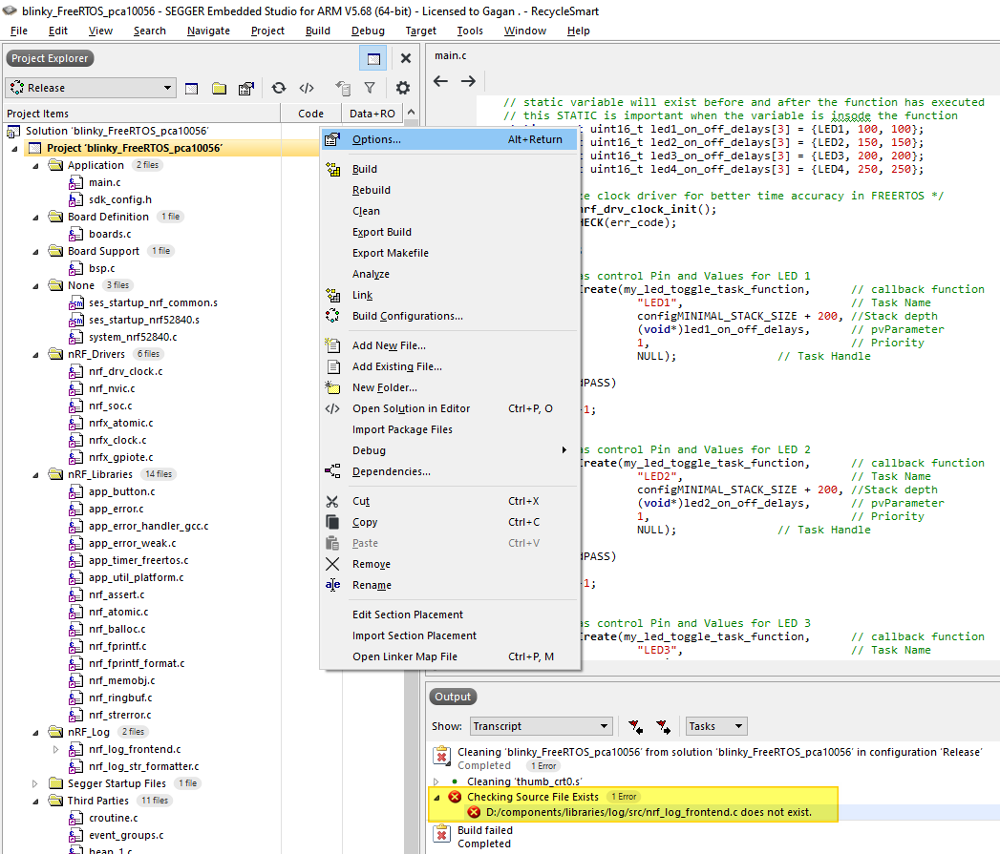 blinky_FreeRTOS_pca10056 - SEGGER Embedded Studio for ARM V5.68 (64-bit) - Licensed to Gagan . - RecycleSmart
File Edit View Search Navigate Project Build Debug Target Tools Window Help
Project Explorer
Release
Project Items Code Data+RO
Solution 'blinky_FreeRTOS_pca10056'
Project 'blinky_FreeRTOS_pca10056'
Application 2 files
main.c
sdk_config.h
Board Definition 1 file
boards.c
Board Support 1 file
bsp.c
None 3 files
ses_startup_nrf_common.s
ses_startup_nrf52840.s
system_nrf52840.c
nRF_Drivers 6 files
nrf_drv_clock.c
nrf_nvic.c
nrf_soc.c
nrfx_atomic.c
nrfx_clock.c
nrfx_gpiote.c
nRF_Libraries 14 files
app_button.c
app_error.c
app_error_handler_gcc.c
app_error_weak.c
app_timer_freertos.c
app_util_platform.c
nrf_assert.c
nrf_atomic.c
nrf_balloc.c
nrf_fprintf.c
nrf_fprintf_format.c
nrf_memobj.c
nrf_ringbuf.c
nrf_strerror.c
nRF_Log 2 files
nrf_log_frontend.c
nrf_log_str_formatter.c
Segger Startup Files 1 file
Third Parties 11 files
croutine.c
event_groups.c
heap_1.c
Options... Alt+Return
Build
Rebuild
Clean
Export Build
Export Makefile
Analyze
Link
Build Configurations...
Add New File...
Add Existing File...
New Folder...
Open Solution in Editor Ctrl+P, O
Import Package Files
Debug
Dependencies...
Cut Ctrl+X
Copy Ctrl+C
Paste Ctrl+V
Remove
Rename
Edit Section Placement
Import Section Placement
Open Linker Map File Ctrl+P, M
main.c
// static variable will exist before and after the function has executed
// this STATIC is important when the variable is insode the function
uint16_t led1_on_off_delays[3] = {LED1, 100, 100};
uint16_t led2_on_off_delays[3] = {LED2, 150, 150};
uint16_t led3_on_off_delays[3] = {LED3, 200, 200};
uint16_t led4_on_off_delays[3] = {LED4, 250, 250};
ze clock driver for better time accuracy in FREERTOS */
nrf_drv_clock_init();
HECK(err_code);
as control Pin and Values for LED 1
Create(my_led_toggle_task_function, // callback function
"LED1", // Task Name
configMINIMAL_STACK_SIZE + 200, //Stack depth
(void*)led1_on_off_delays, // pvParameter
1, // Priority
NULL); // Task Handle
dPASS)
-1;
as control Pin and Values for LED 2
Create(my_led_toggle_task_function, // callback function
"LED2", // Task Name
configMINIMAL_STACK_SIZE + 200, //Stack depth
(void*)led2_on_off_delays, // pvParameter
1, // Priority
NULL); // Task Handle
dPASS)
-1;
as control Pin and Values for LED 3
Create(my_led_toggle_task_function, // callback function
"LED3", // Task Name
Output
Show: Transcript Tasks
Cleaning 'blinky_FreeRTOS_pca10056' from solution 'blinky_FreeRTOS_pca10056' in configuration 'Release'
Completed 1 Error
Cleaning 'thumb_crt0.s'
Checking Source File Exists 1 Error
D:/components/libraries/log/src/nrf_log_frontend.c does not exist.
Build failed
Completed